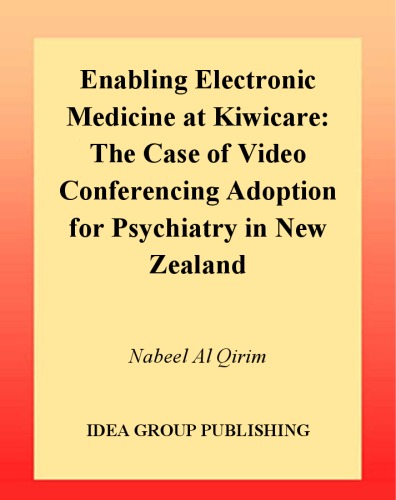 Enabling Electronic
Medicine at Kiwicare:
The Case of Video
Conferencing Adoption
for Psychiatry in New
Zealand
Nabeel Al Qirim
IDEA GROUP PUBLISHING